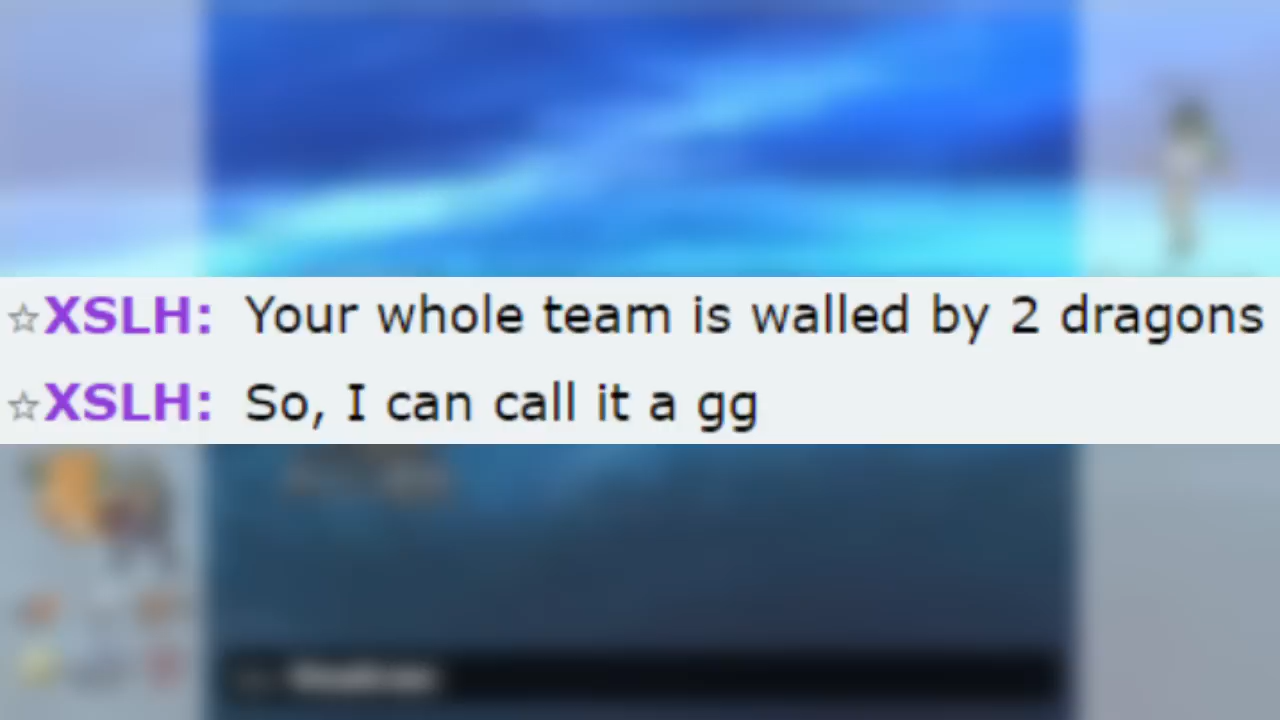 ☆XSLH: Your whole team is walled by 2 dragons
☆XSLH: So, I can call it a gg